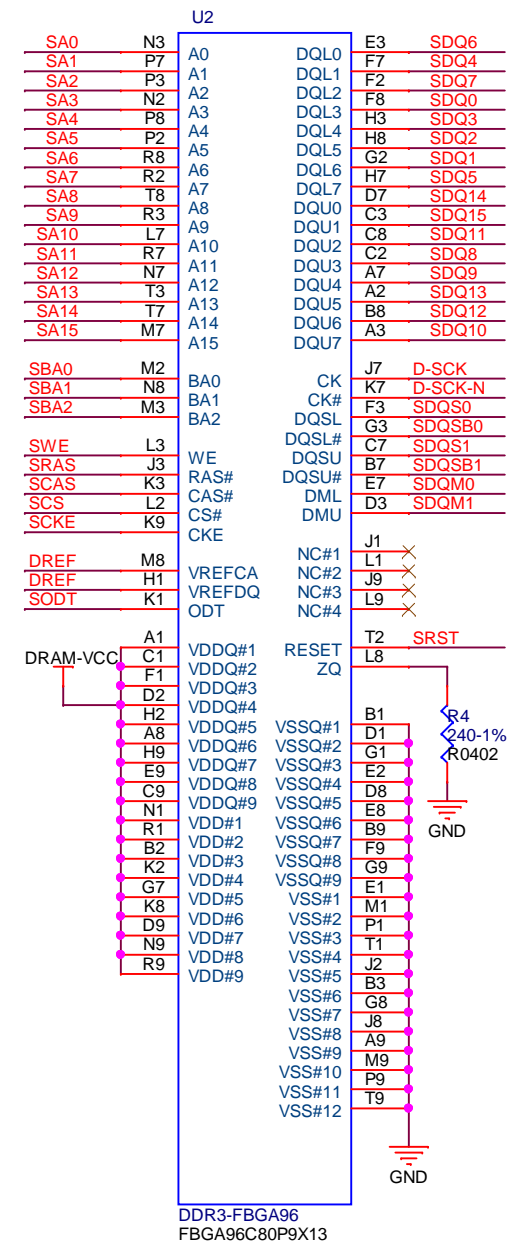 U2
SA0 N3 A0 DQL0 E3 SDQ6
SA1 P7 A1 DQL1 F7 SDQ4
SA2 P3 A2 DQL2 F2 SDQ7
SA3 N2 A3 DQL3 F8 SDQ0
SA4 P8 A4 DQL4 H3 SDQ3
SA5 P2 A5 DQL5 H8 SDQ2
SA6 R8 A6 DQL6 G2 SDQ1
SA7 R2 A7 DQL7 H7 SDQ5
SA8 T8 A8 DQU0 D7 SDQ14
SA9 R3 A9 DQU1 C3 SDQ15
SA10 L7 A10 DQU2 C8 SDQ11
SA11 R7 A11 DQU3 C2 SDQ8
SA12 N7 A12 DQU4 A7 SDQ9
SA13 T3 A13 DQU5 A2 SDQ13
SA14 T7 A14 DQU6 B8 SDQ12
SA15 M7 A15 DQU7 A3 SDQ10
SBA0 M2 BA0 CK J7 D-SCK
SBA1 N8 BA1 CK# K7 D-SCK-N
SBA2 M3 BA2 DQSL F3 SDQS0
DQSL# G3 SDQSB0
SWE L3 WE DQSU C7 SDQS1
SRAS J3 RAS# DQSU# B7 SDQSB1
SCAS K3 CAS# DML E7 SDQM0
SCS L2 CS# DMU D3 SDQM1
SCKE K9 CKE
NC#1 J1
DREF M8 VREFCA NC#2 L1
DREF H1 VREFDQ NC#3 J9
SODT K1 ODT NC#4 L9
A1 VDDQ#1 RESET T2 SRST
DRAM-VCC C1 VDDQ#2 ZQ L8
F1 VDDQ#3
D2 VDDQ#4
H2 VDDQ#5 VSSQ#1 B1 R4
A8 VDDQ#6 VSSQ#2 D1 240-1%
H9 VDDQ#7 VSSQ#3 G1 R0402
E9 VDDQ#8 VSSQ#4 E2
C9 VDDQ#9 VSSQ#5 D8
N1 VDD#1 VSSQ#6 E8 GND
R1 VDD#2 VSSQ#7 B9
B2 VDD#3 VSSQ#8 F9
K2 VDD#4 VSSQ#9 G9
G7 VDD#5 VSS#1 E1
K8 VDD#6 VSS#2 M1
D9 VDD#7 VSS#3 P1
N9 VDD#8 VSS#4 T1
R9 VDD#9 VSS#5 J2
VSS#6 B3
VSS#7 G8
VSS#8 J8
VSS#9 A9
VSS#10 M9
VSS#11 P9
VSS#12 T9
GND
DDR3-FBGA96
FBGA96C80P9X13